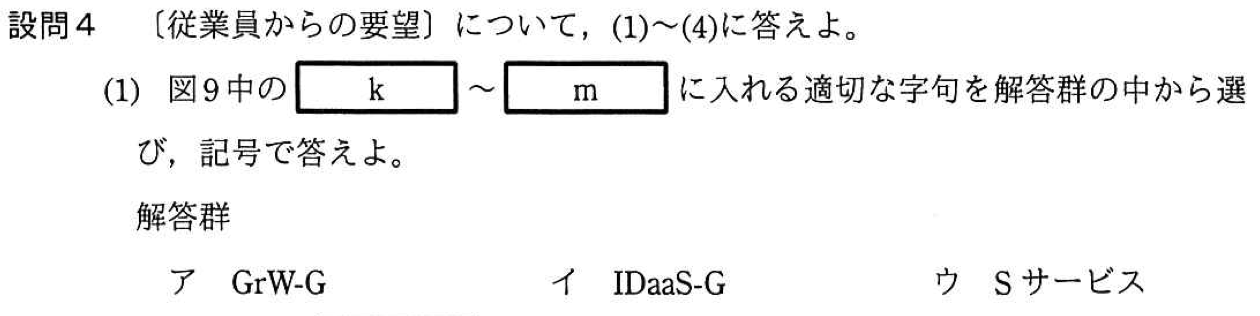 設問4 〔従業員からの要望〕について，(1)～(4)に答えよ。
(1) 図9中の k ～ m に入れる適切な字句を解答群の中から選
び，記号で答えよ。
解答群
ア GrW-G イ IDaaS-G ウ Sサービス